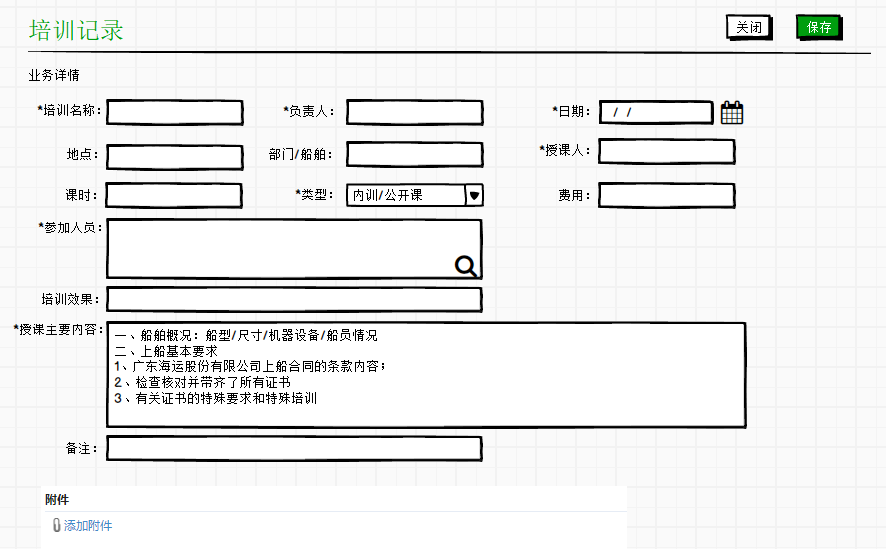 培训记录
关闭
保存
业务详情
*培训名称：
*负责人：
*日期：
/ /
地点：
部门/船舶：
*授课人：
课时：
*类型：
内训/公开课
费用：
*参加人员：
培训效果：
*授课主要内容：
一、船舶概况：船型/尺寸/机器设备/船员情况
二、上船基本要求
1、广东海运股份有限公司上船合同的条款内容；
2、检查核对并带齐了所有证书
3、有关证书的特殊要求和特殊培训
备注：
附件
添加附件